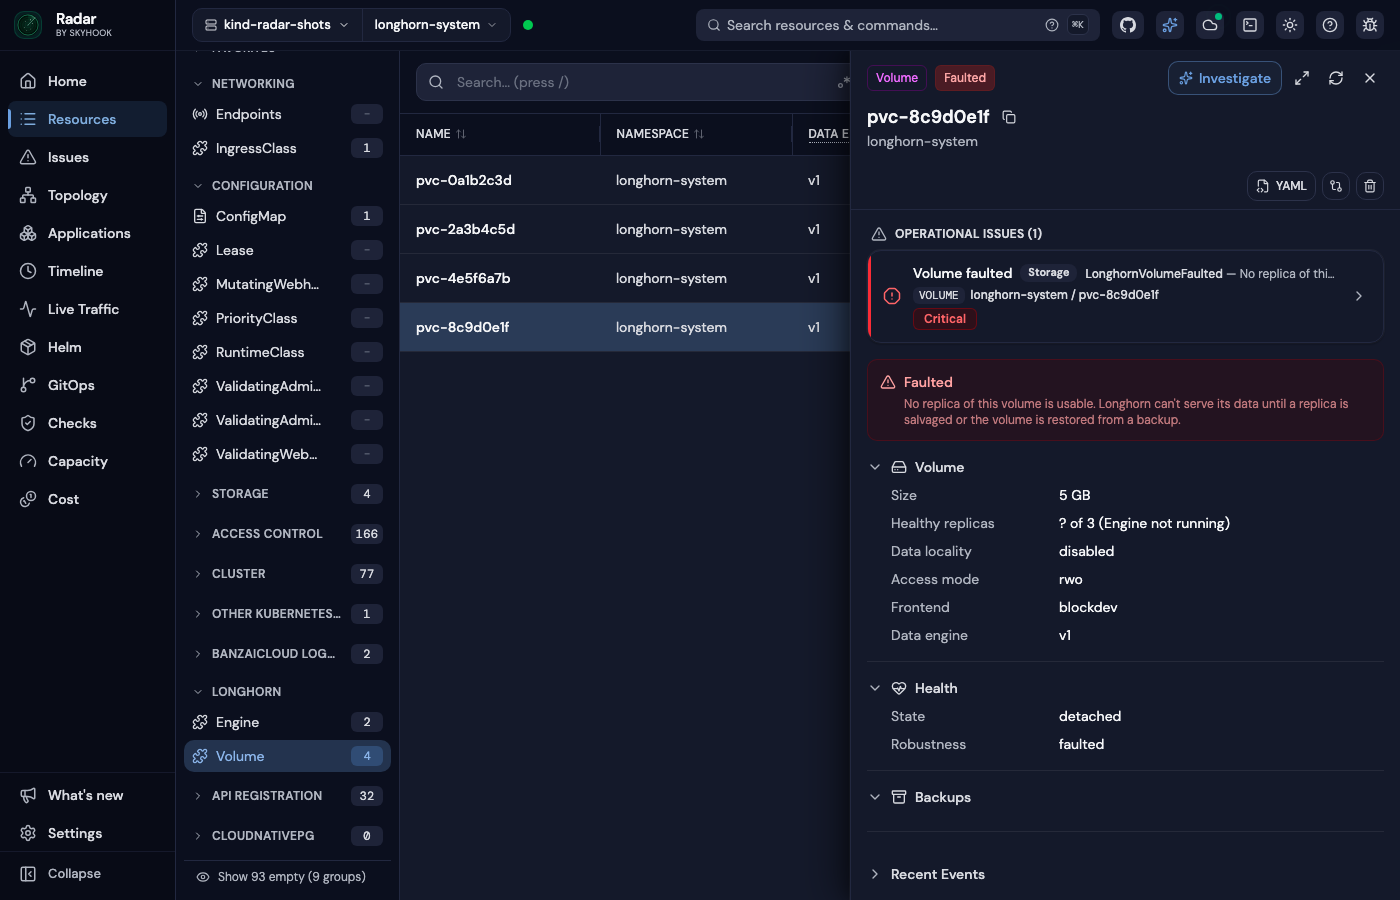 Radar
BY SKYHOOK
kind-radar-shots
longhorn-system
Search resources & commands...
⌘K
Home
Resources
Issues
Topology
Applications
Timeline
Live Traffic
Helm
GitOps
Checks
Capacity
Cost
What's new
Settings
Collapse
NETWORKING
Endpoints –
IngressClass 1
CONFIGURATION
ConfigMap 1
Lease –
MutatingWebh... –
PriorityClass –
RuntimeClass –
ValidatingAdmi... –
ValidatingAdmi... –
ValidatingWeb... –
STORAGE 4
ACCESS CONTROL 166
CLUSTER 77
OTHER KUBERNETES... 1
BANZAICLOUD LOG... 2
LONGHORN
Engine 2
Volume 4
API REGISTRATION 32
CLOUDNATIVEPG 0
Show 93 empty (9 groups)
Search... (press /)
.*
NAME NAMESPACE DATA E
pvc-0a1b2c3d longhorn-system v1
pvc-2a3b4c5d longhorn-system v1
pvc-4e5f6a7b longhorn-system v1
pvc-8c9d0e1f longhorn-system v1
Volume Faulted
Investigate
pvc-8c9d0e1f
longhorn-system
YAML
OPERATIONAL ISSUES (1)
Volume faulted Storage LonghornVolumeFaulted — No replica of thi...
VOLUME longhorn-system / pvc-8c9d0e1f
Critical
Faulted
No replica of this volume is usable. Longhorn can't serve its data until a replica is
salvaged or the volume is restored from a backup.
Volume
Size 5 GB
Healthy replicas ? of 3 (Engine not running)
Data locality disabled
Access mode rwo
Frontend blockdev
Data engine v1
Health
State detached
Robustness faulted
Backups
Recent Events